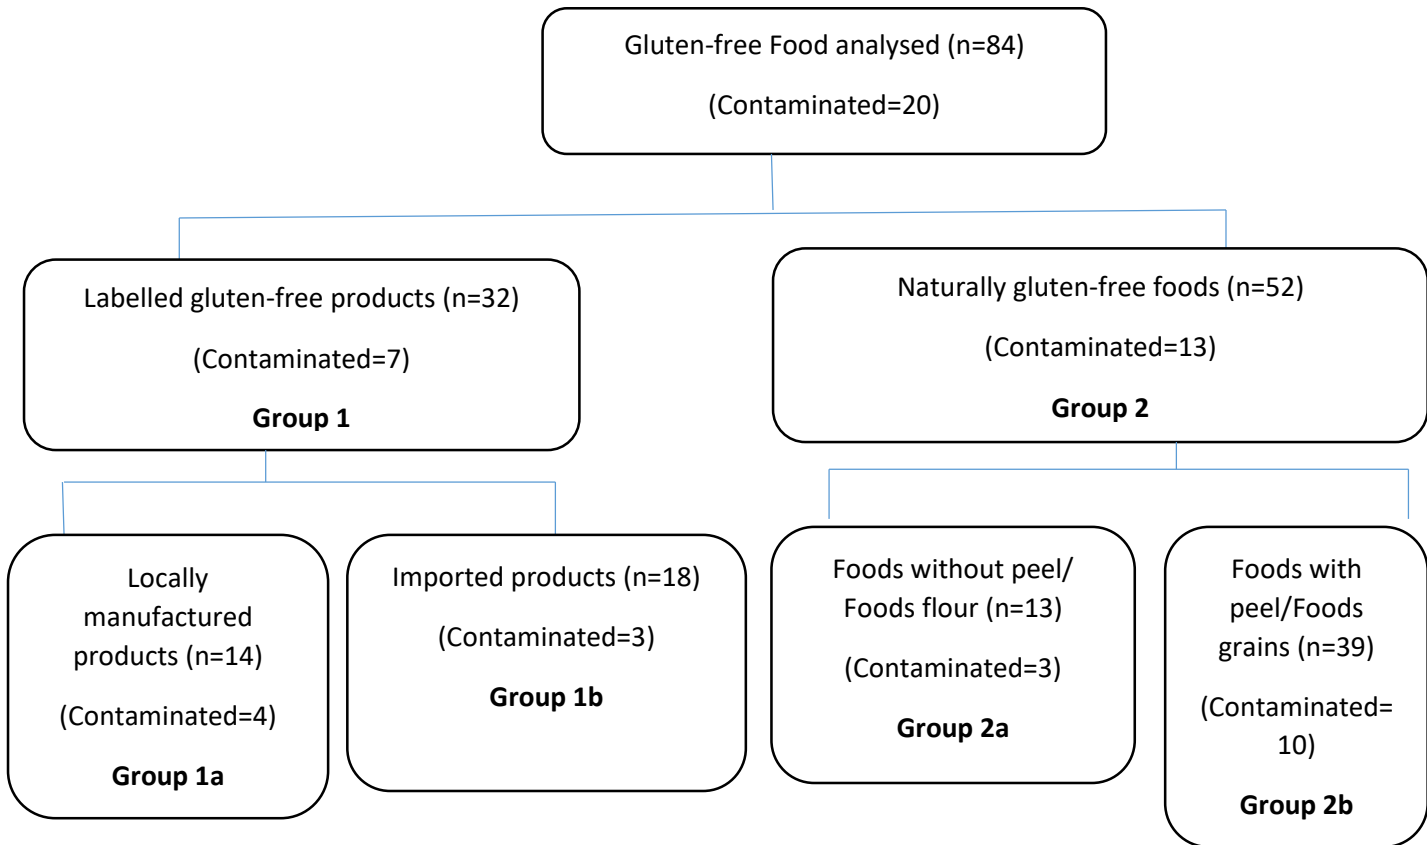 Gluten-free Food analysed (n=84)
(Contaminated=20)
Labelled gluten-free products (n=32)
(Contaminated=7)
Group 1
Naturally gluten-free foods (n=52)
(Contaminated=13)
Group 2
Locally
manufactured
products (n=14)
(Contaminated=4)
Group 1a
Imported products (n=18)
(Contaminated=3)
Group 1b
Foods without peel/
Foods flour (n=13)
(Contaminated=3)
Group 2a
Foods with
peel/Foods
grains (n=39)
(Contaminated=
10)
Group 2b